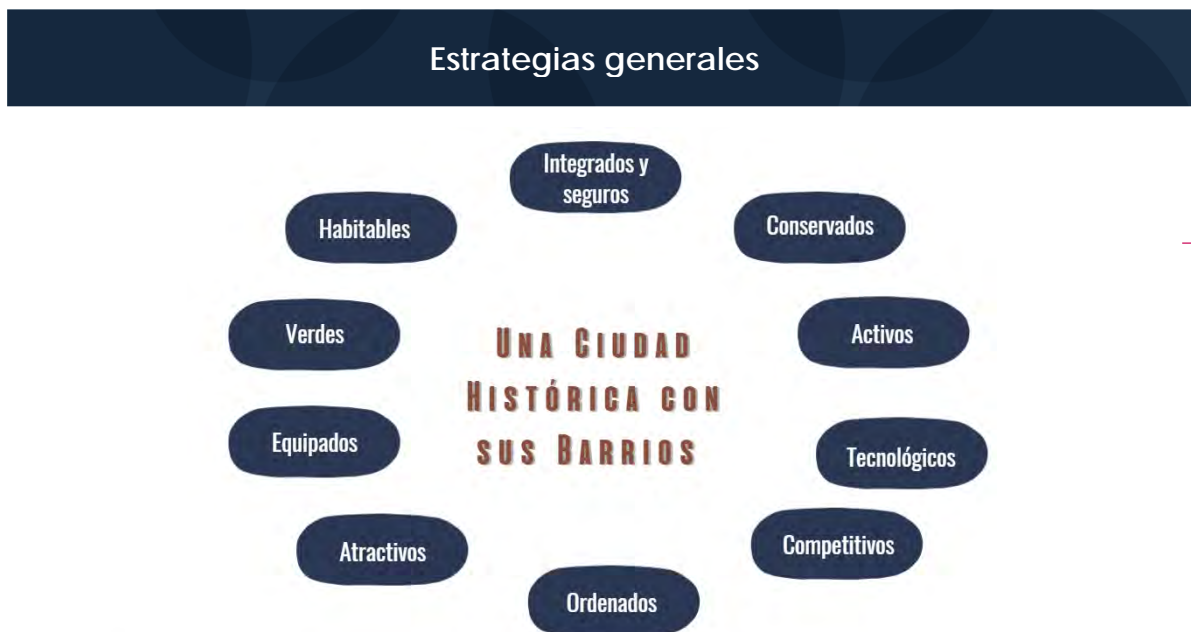 Estrategias generales
Integrados y
seguros
Habitables
Conservados
Verdes
Activos
UNA CIUDAD
HISTÓRICA CON
SUS BARRIOS
Equipados
Tecnológicos
Atractivos
Competitivos
Ordenados